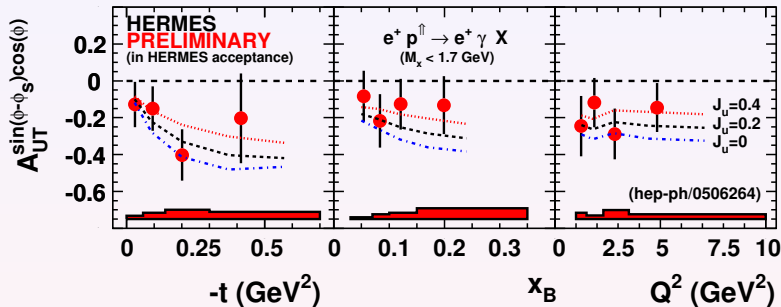 HERMES
PRELIMINARY
(in HERMES acceptance)
e⁺ p⇑ → e⁺ γ X
(Mₓ < 1.7 GeV)
A_UT^sin(ϕ-ϕ_S)cos(ϕ)
0.2
0
-0.2
-0.4
-0.6
J_u=0.4
J_u=0.2
J_u=0
(hep-ph/0506264)
0 0.25 0.5
0 0.1 0.2 0.3
0 2.5 5 7.5 10
-t (GeV²)
x_B
Q² (GeV²)